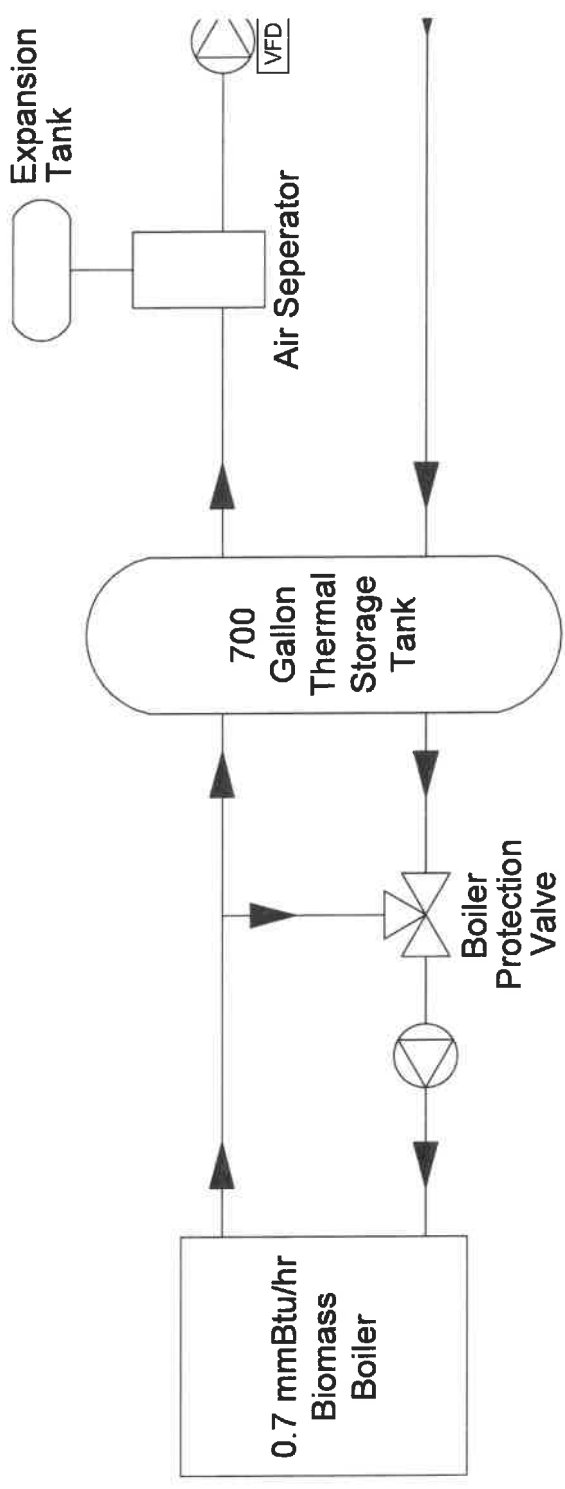 0.7 mmBtu/hr
Biomass
Boiler
Boiler
Protection
Valve
700
Gallon
Thermal
Storage
Tank
Air Seperator
Expansion
Tank
VFD